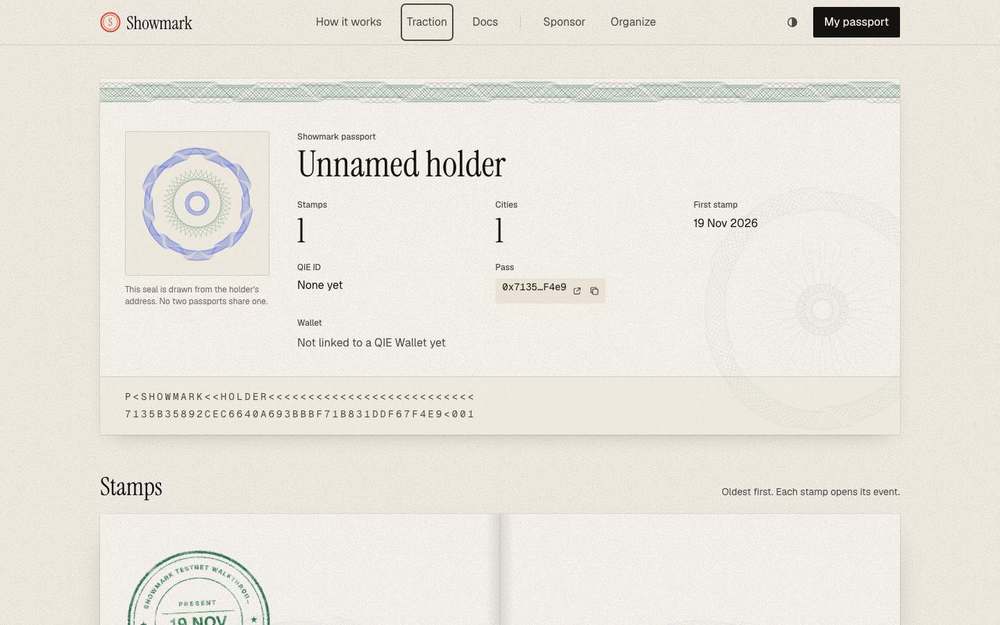 S Showmark
How it works
Traction
Docs
Sponsor
Organize
My passport
Showmark passport
Unnamed holder
Stamps
Cities
First stamp
1
1
19 Nov 2026
QIE ID
Pass
None yet
0x7135…F4e9
This seal is drawn from the holder's
address. No two passports share one.
Wallet
Not linked to a QIE Wallet yet
P<SHOWMARK<<HOLDER<<<<<<<<<<<<<<<<<<<<<<<<<<
7135B35892CEC6640A693BBBF71B831DDF67F4E9<001
Stamps
Oldest first. Each stamp opens its event.
SHOWMARK TESTNET WALKTHROU…
PRESENT
19 NOV